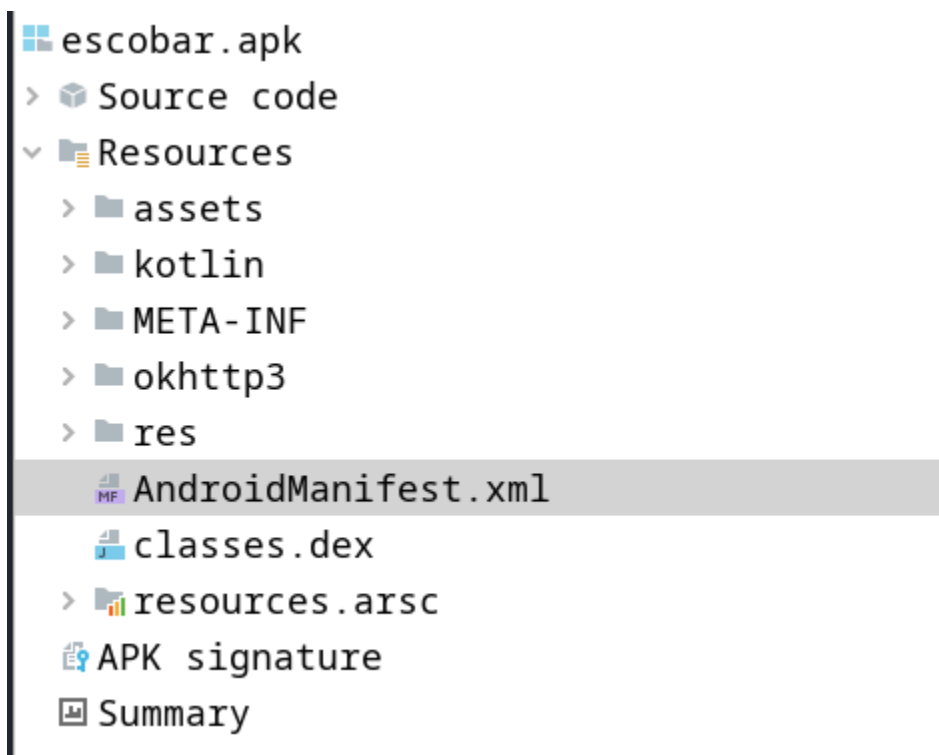 escobar.apk
Source code
Resources
assets
kotlin
META-INF
okhttp3
res
MF AndroidManifest.xml
J classes.dex
resources.arsc
APK signature
Summary